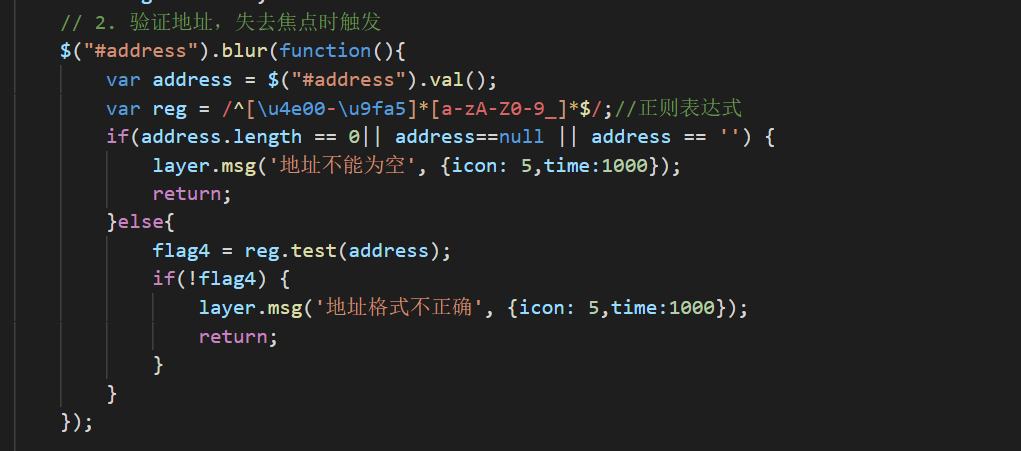 // 2. 验证地址，失去焦点时触发
$("#address").blur(function(){
var address = $("#address").val();
var reg = /^[\u4e00-\u9fa5]*[a-zA-Z0-9_]*$/;//正则表达式
if(address.length == 0|| address==null || address == '') {
layer.msg('地址不能为空', {icon: 5,time:1000});
return;
}else{
flag4 = reg.test(address);
if(!flag4) {
layer.msg('地址格式不正确', {icon: 5,time:1000});
return;
}
}
});